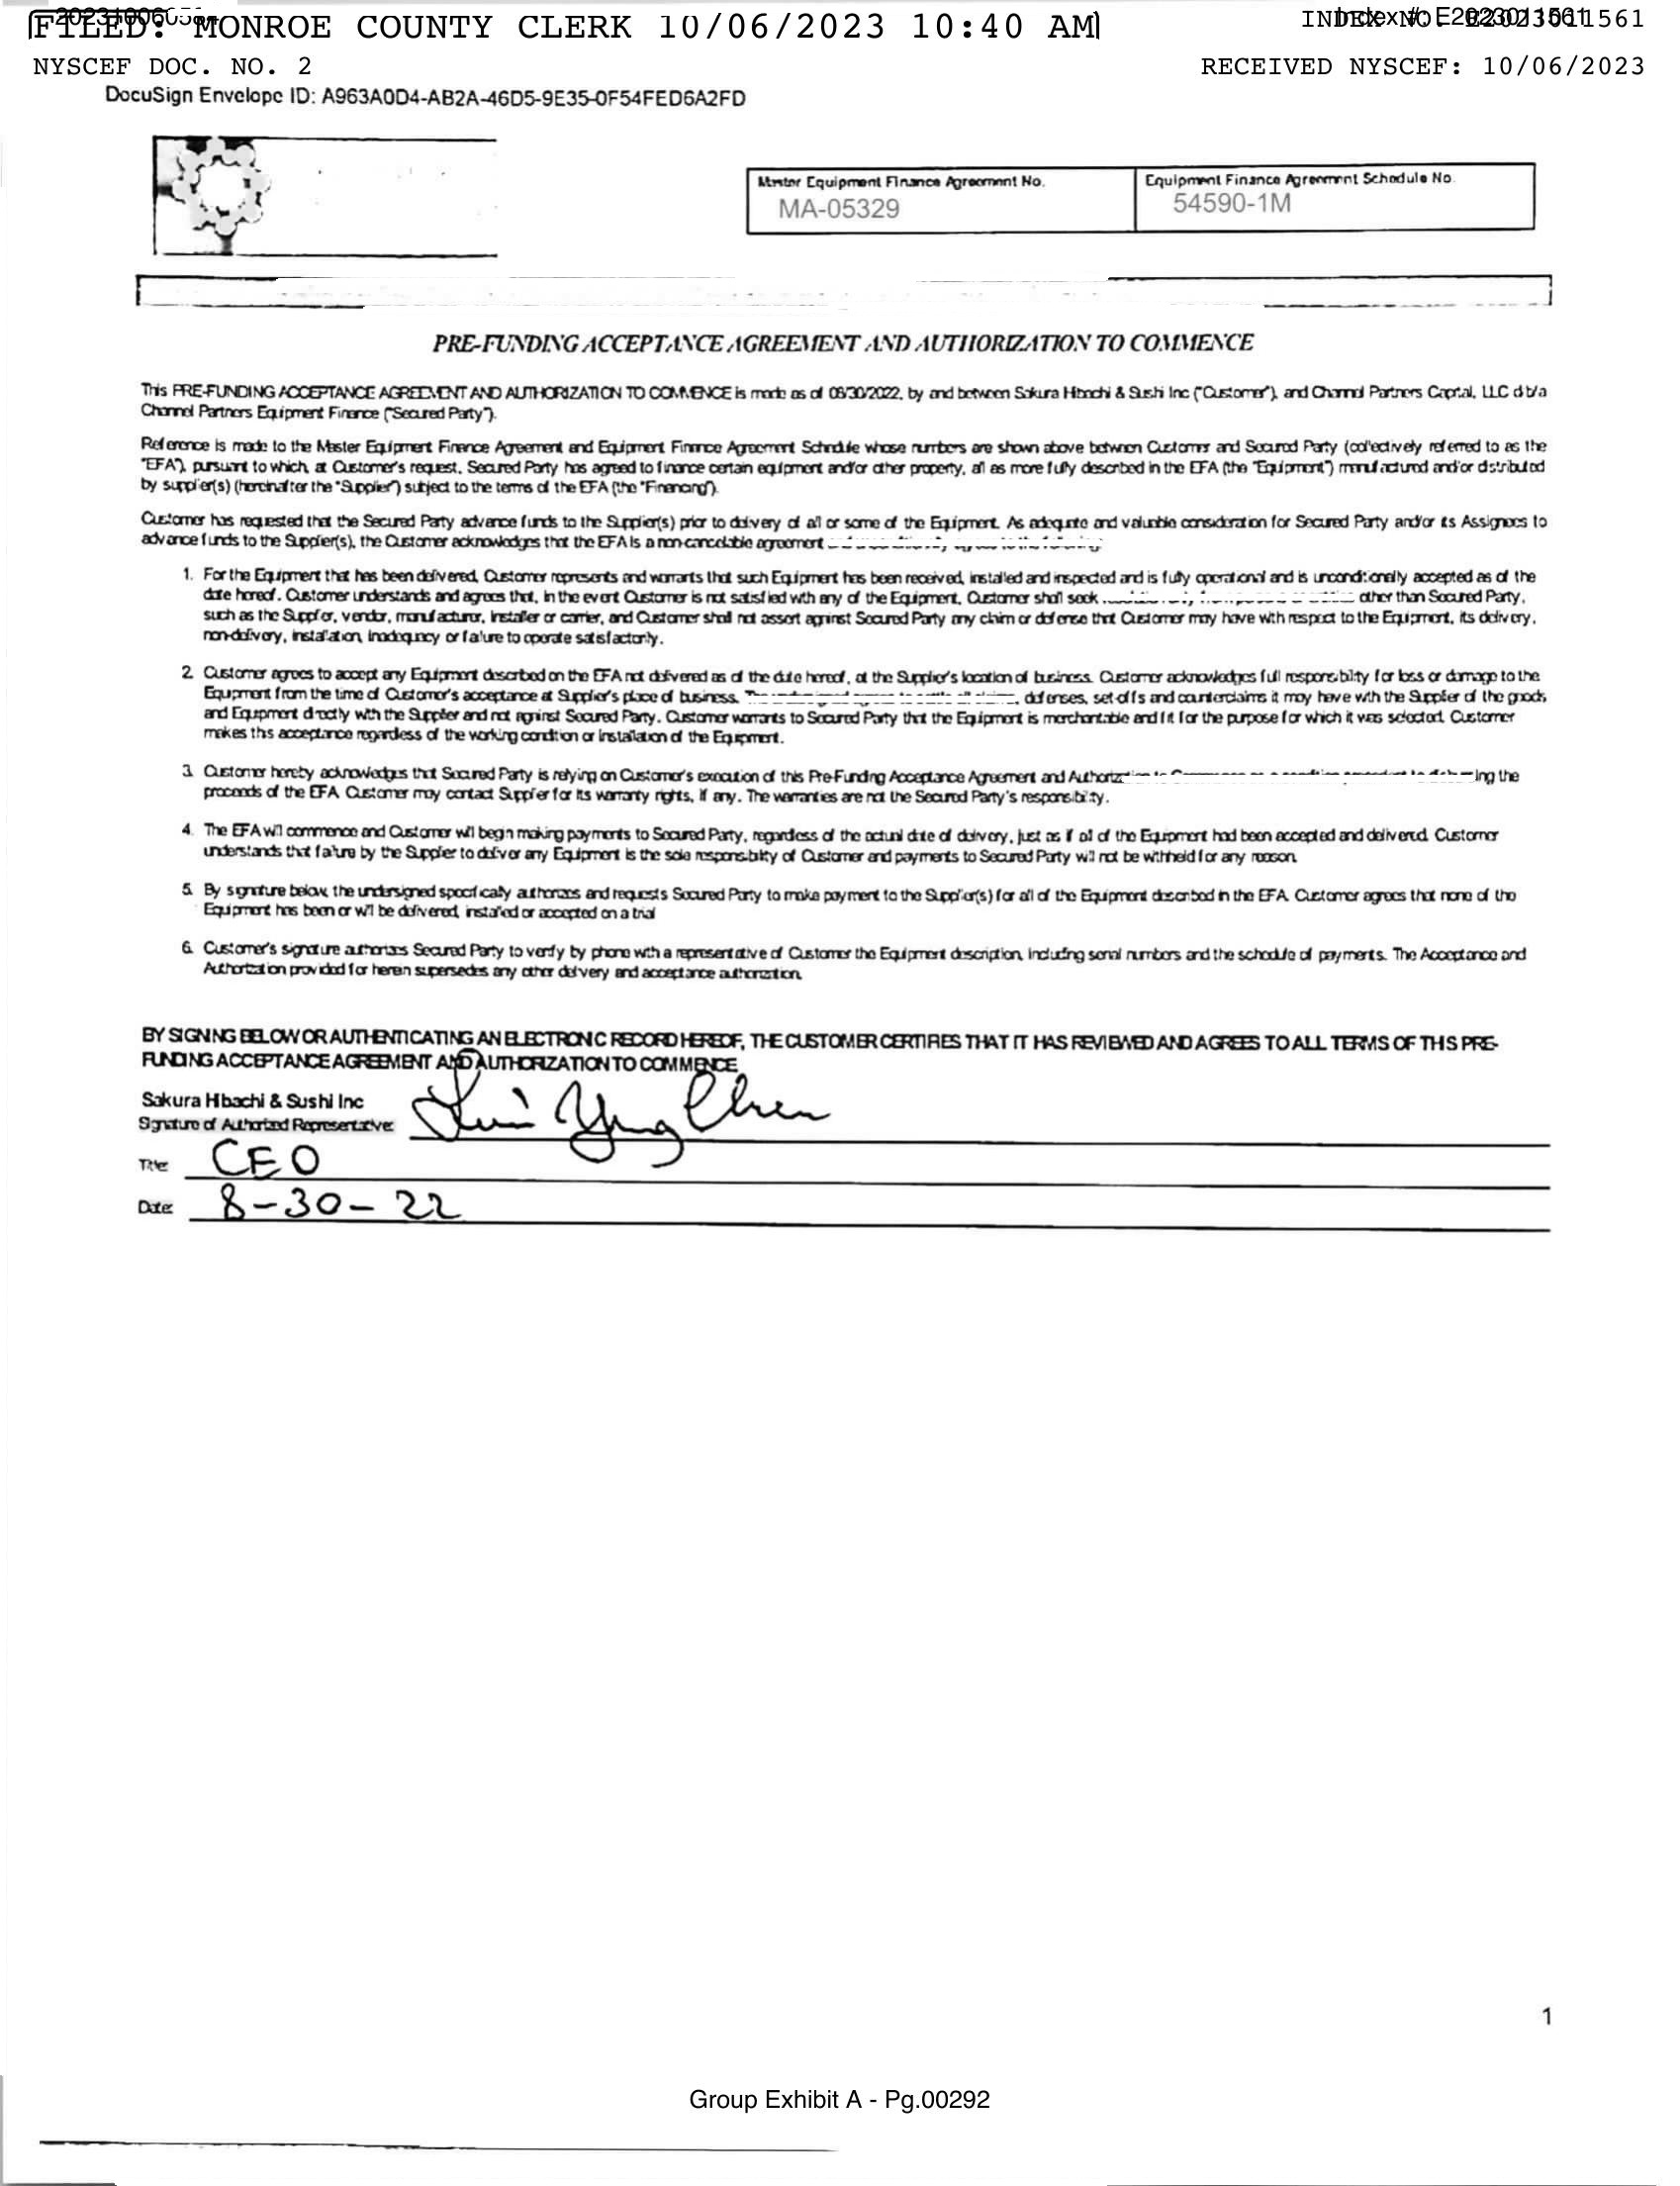 FILED: MONROE COUNTY CLERK 10/06/2023 10:40 AM
INDEX NO. E2023011561
Index #: E2023011561
NYSCEF DOC. NO. 2
RECEIVED NYSCEF: 10/06/2023
DocuSign Envelope ID: A963A0D4-AB2A-46D5-9E35-0F54FED6A2FD
Master Equipment Finance Agreement No.
MA-05329
Equipment Finance Agreement Schedule No.
54590-1M
PRE-FUNDING ACCEPTANCE AGREEMENT AND AUTHORIZATION TO COMMENCE
This PRE-FUNDING ACCEPTANCE AGREEMENT AND AUTHORIZATION TO COMMENCE is made as of 08/30/2022, by and between Sakura Hibachi & Sushi Inc ("Customer"), and Channel Partners Capital, LLC d/b/a
Channel Partners Equipment Finance ("Secured Party").
Reference is made to the Master Equipment Finance Agreement and Equipment Finance Agreement Schedule whose numbers are shown above between Customer and Secured Party (collectively referred to as the
"EFA"), pursuant to which, at Customer's request, Secured Party has agreed to finance certain equipment and/or other property, all as more fully described in the EFA (the "Equipment") manufactured and/or distributed
by supplier(s) (hereinafter the "Supplier") subject to the terms of the EFA (the "Financing").
Customer has requested that the Secured Party advance funds to the Supplier(s) prior to delivery of all or some of the Equipment. As adequate and valuable consideration for Secured Party and/or its Assignees to
advance funds to the Supplier(s), the Customer acknowledges that the EFA is a non-cancelable agreement
1. For the Equipment that has been delivered, Customer represents and warrants that such Equipment has been received, installed and inspected and is fully operational and is unconditionally accepted as of the
date hereof. Customer understands and agrees that, in the event Customer is not satisfied with any of the Equipment, Customer shall seek other than Secured Party,
such as the Supplier, vendor, manufacturer, installer or carrier, and Customer shall not assert against Secured Party any claim or defense that Customer may have with respect to the Equipment, its delivery,
non-delivery, installation, inadequacy or failure to operate satisfactorily.
2. Customer agrees to accept any Equipment described on the EFA not delivered as of the date hereof, at the Supplier's location of business. Customer acknowledges full responsibility for loss or damage to the
Equipment from the time of Customer's acceptance at Supplier's place of business. defenses, set-offs and counterclaims it may have with the Supplier of the goods
and Equipment directly with the Supplier and not against Secured Party. Customer warrants to Secured Party that the Equipment is merchantable and fit for the purpose for which it was selected. Customer
makes this acceptance regardless of the working condition or installation of the Equipment.
3. Customer hereby acknowledges that Secured Party is relying on Customer's execution of this Pre-Funding Acceptance Agreement and the
proceeds of the EFA. Customer may contact Supplier for its warranty rights, if any. The warranties are not the Secured Party's responsibility.
4. The EFA will commence and Customer will begin making payments to Secured Party, regardless of the actual date of delivery, just as if all of the Equipment had been accepted and delivered. Customer
understands that failure by the Supplier to deliver any Equipment is the sole responsibility of Customer and payments to Secured Party will not be withheld for any reason.
5. By signature below, the undersigned specifically authorizes and requests Secured Party to make payment to the Supplier(s) for all of the Equipment described in the EFA. Customer agrees that none of the
Equipment has been or will be delivered, installed or accepted on a trial
6. Customer's signature authorizes Secured Party to verify by phone with a representative of Customer the Equipment description, including serial numbers and the schedule of payments. The Acceptance and
Authorization provided for herein supersedes any other delivery and acceptance authorization.
BY SIGNING BELOW OR AUTHENTICATING AN ELECTRONIC RECORD HEREOF, THE CUSTOMER CERTIFIES THAT IT HAS REVIEWED AND AGREES TO ALL TERMS OF THIS PRE-
FUNDING ACCEPTANCE AGREEMENT AND AUTHORIZATION TO COMMENCE.
Sakura Hibachi & Sushi Inc
Signature of Authorized Representative: Ying Chen
Title: CEO
Date: 8-30-22
1
Group Exhibit A - Pg.00292